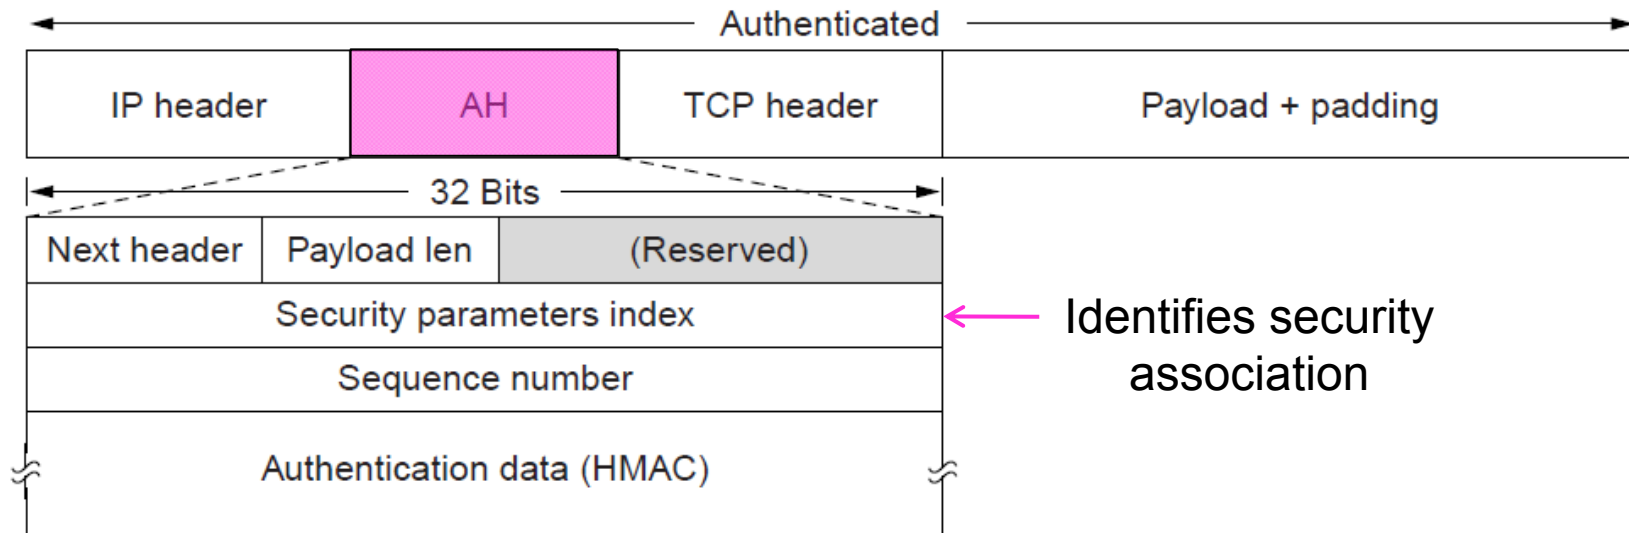 Authenticated
IP header AH TCP header Payload + padding
32 Bits
Next header Payload len (Reserved)
Security parameters index
Identifies security
association
Sequence number
Authentication data (HMAC)